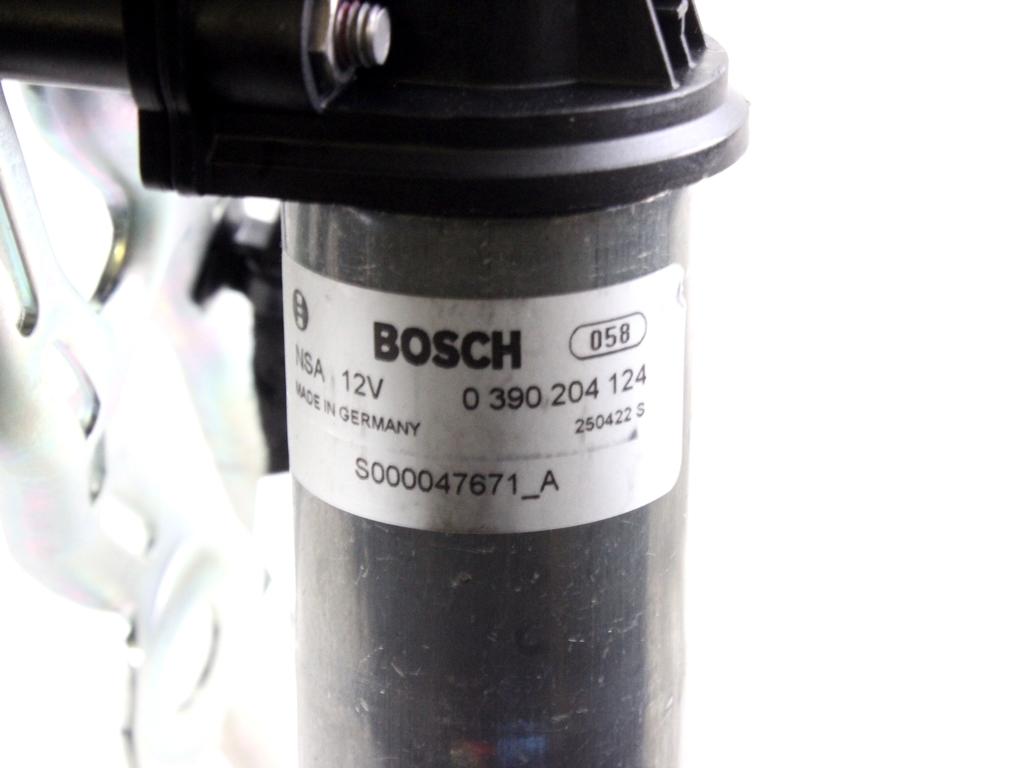 BOSCH 058
NSA 12V 0 390 204 124
MADE IN GERMANY 250422 S
S000047671_A